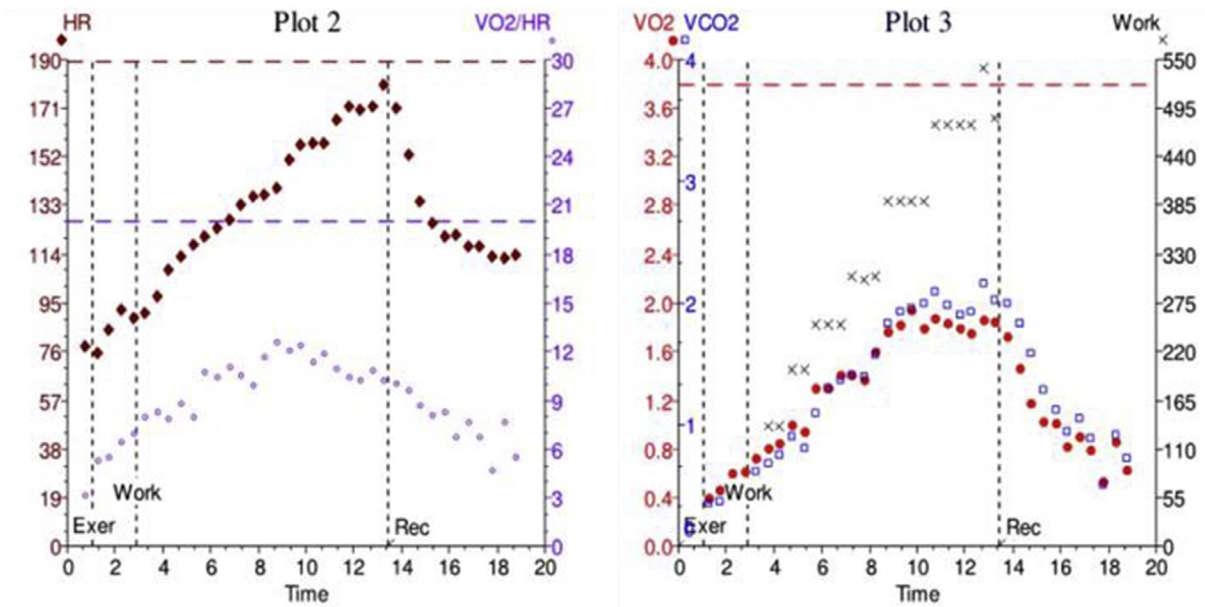 HR Plot 2 VO2/HR
190 30
171 27
152 24
133 21
114 18
95 15
76 12
57 9
38 6
Work
19 3
Exer Rec
0 0
0 2 4 6 8 10 12 14 16 18 20
Time
VO2 VCO2 Plot 3 Work
4.0 4 550
3.6 495
3.2 440
3
2.8 385
2.4 330
2.0 2 275
1.6 220
1.2 165
1
0.8 110
0.4 Work 55
Exer Rec
0.0 0 0
0 2 4 6 8 10 12 14 16 18 20
Time